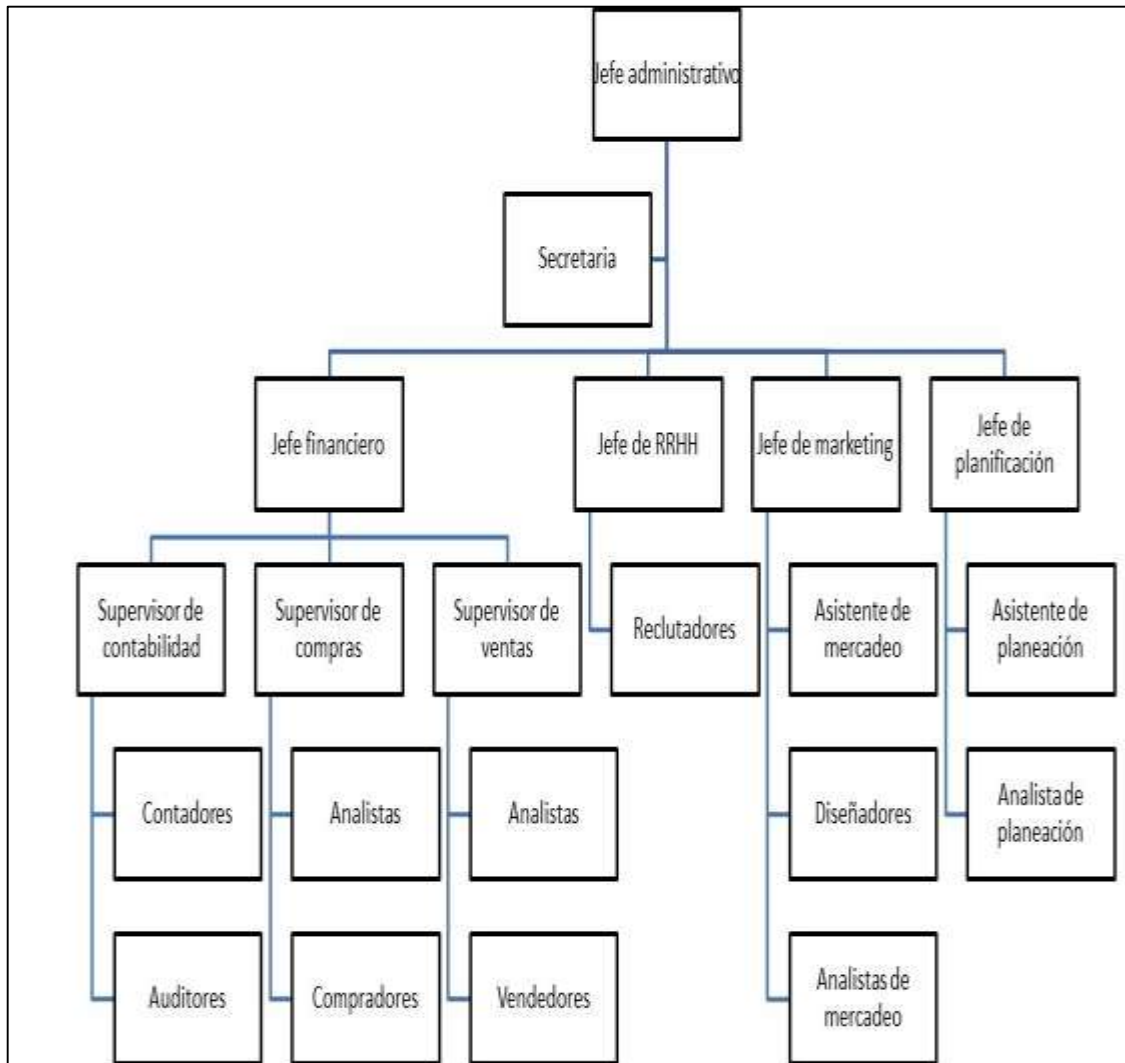 Jefe administrativo
Secretaria
Jefe financiero
Jefe de RRHH
Jefe de marketing
Jefe de
planificación
Supervisor de
contabilidad
Supervisor de
compras
Supervisor de
ventas
Reclutadores
Asistente de
mercadeo
Asistente de
planeación
Contadores
Analistas
Analistas
Diseñadores
Analista de
planeación
Auditores
Compradores
Vendedores
Analistas de
mercadeo